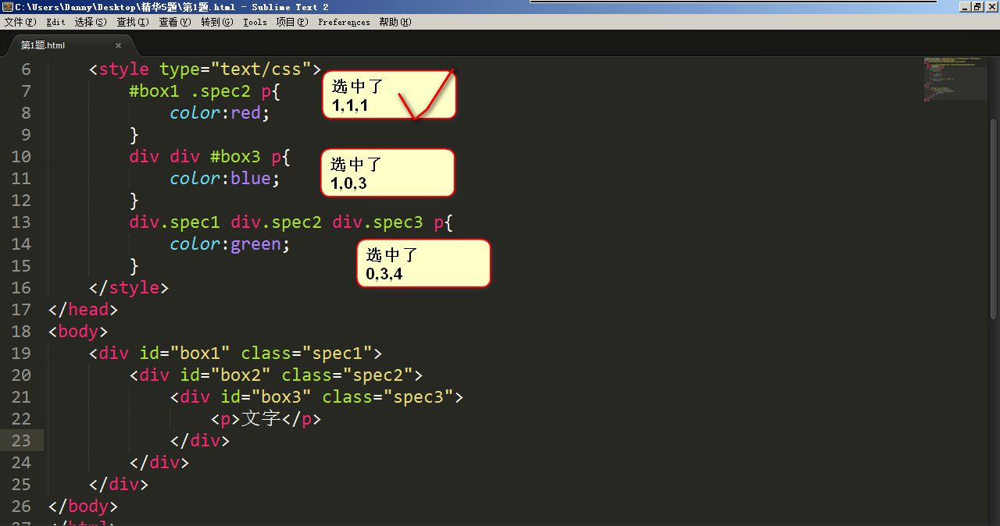 C:\Users\Danny\Desktop\精华5题\第1题.html - Sublime Text 2
文件(F) Edit 选择(S) 查找(I) 查看(V) 转到(G) Tools 项目(P) Preferences 帮助(H)
第1题.html ×
6 <style type="text/css">
7 #box1 .spec2 p{
选中了
1,1,1
8 color:red;
9 }
10 div div #box3 p{
选中了
1,0,3
11 color:blue;
12 }
13 div.spec1 div.spec2 div.spec3 p{
14 color:green;
选中了
0,3,4
15 }
16 </style>
17 </head>
18 <body>
19 <div id="box1" class="spec1">
20 <div id="box2" class="spec2">
21 <div id="box3" class="spec3">
22 <p>文字</p>
23 </div>
24 </div>
25 </div>
26 </body>
27 </html>